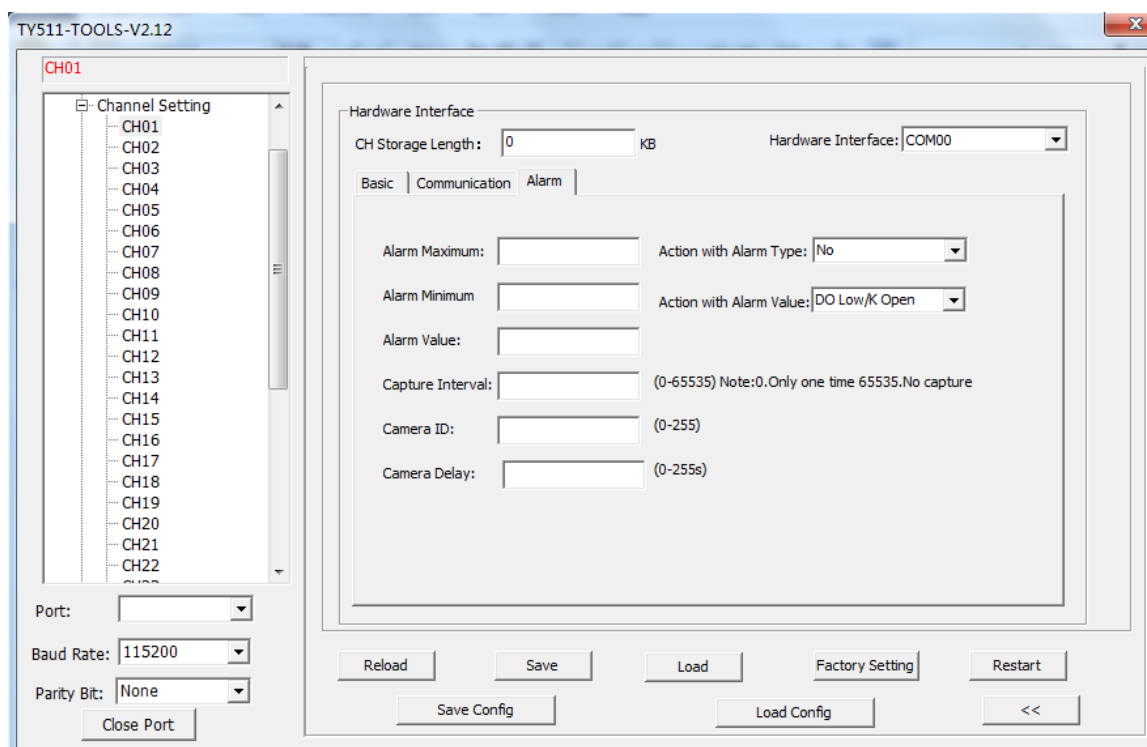 TY511-TOOLS-V2.12
CH01
Channel Setting
CH01
CH02
CH03
CH04
CH05
CH06
CH07
CH08
CH09
CH10
CH11
CH12
CH13
CH14
CH15
CH16
CH17
CH18
CH19
CH20
CH21
CH22
Port:
Baud Rate: 115200
Parity Bit: None
Close Port
Hardware Interface
CH Storage Length: 0 KB Hardware Interface: COM00
Basic Communication Alarm
Alarm Maximum: Action with Alarm Type: No
Alarm Minimum Action with Alarm Value: DO Low/K Open
Alarm Value:
Capture Interval: (0-65535) Note:0.Only one time 65535.No capture
Camera ID: (0-255)
Camera Delay: (0-255s)
Reload Save Load Factory Setting Restart
Save Config Load Config <<